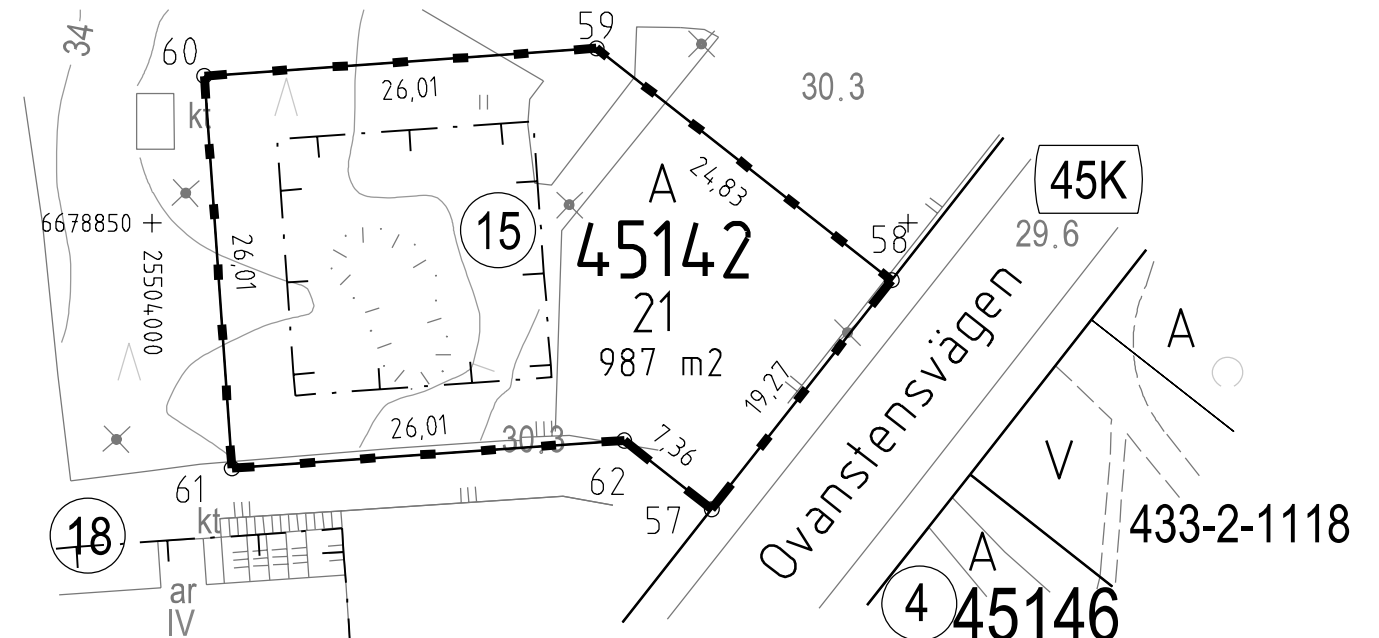 34
60
59
30.3
26,01
kt
24,83
A
45K
6678850
15
45142
58
29.6
25504000
26,01
21
987 m2
A
19,27
Ovanstensvägen
26,01
30.3
7,36
V
61
62
57
433-2-1118
kt
18
A
ar
IV
4
45146